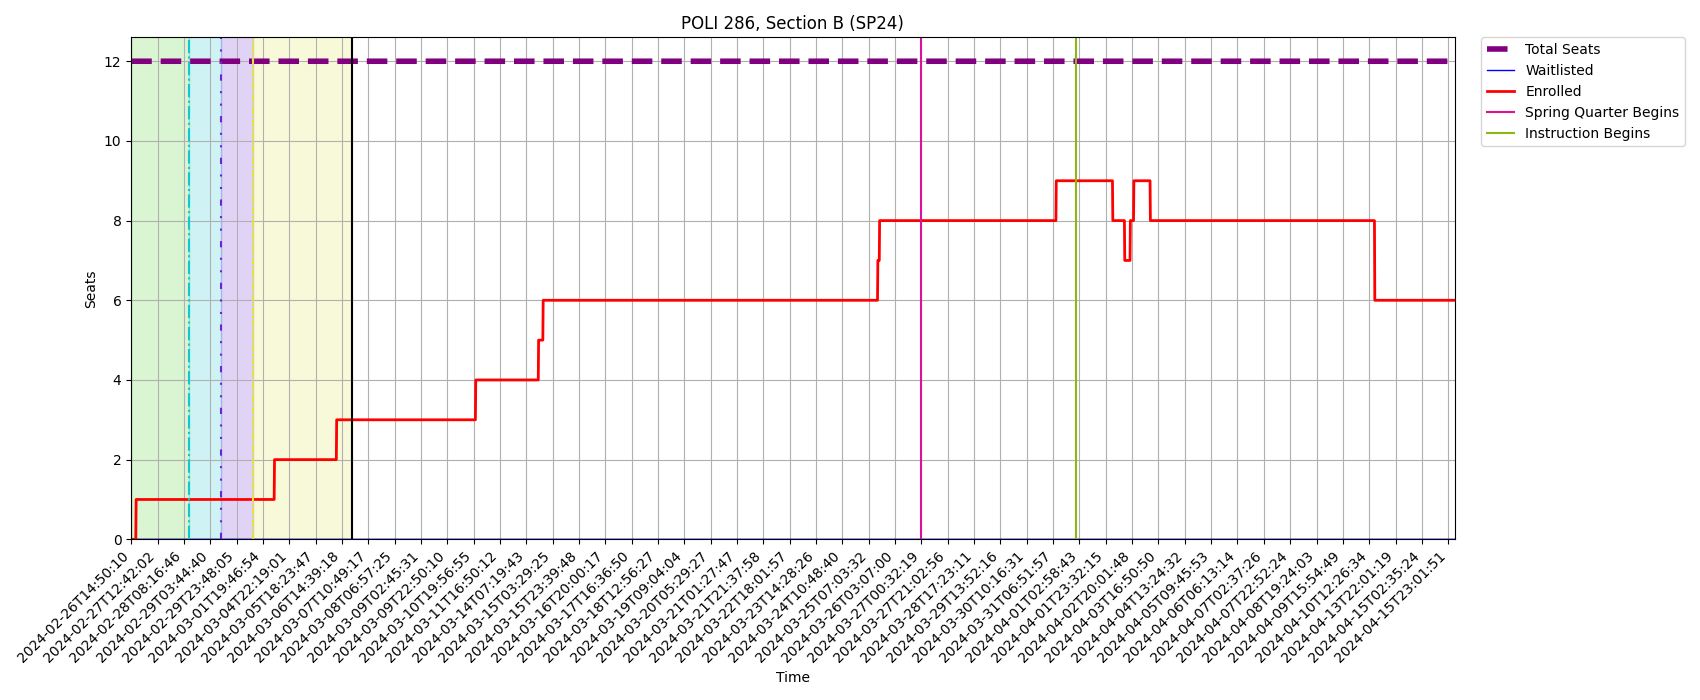 POLI 286, Section B (SP24)
Total Seats
Waitlisted
Enrolled
Spring Quarter Begins
Instruction Begins
12
10
8
6
4
2
0
Seats
2024-02-26T14:50:10
2024-02-27T12:42:02
2024-02-28T08:16:46
2024-02-29T03:44:40
2024-02-29T23:48:05
2024-03-01T19:46:54
2024-03-04T22:19:01
2024-03-05T18:23:47
2024-03-06T14:39:18
2024-03-07T10:49:17
2024-03-08T06:57:25
2024-03-09T02:45:31
2024-03-09T22:50:10
2024-03-10T19:56:55
2024-03-11T16:50:12
2024-03-14T07:19:43
2024-03-15T03:29:25
2024-03-15T23:39:48
2024-03-16T20:00:17
2024-03-17T16:36:50
2024-03-18T12:56:27
2024-03-19T09:04:04
2024-03-20T05:29:27
2024-03-21T01:27:47
2024-03-21T21:37:58
2024-03-22T18:01:57
2024-03-23T14:28:26
2024-03-24T10:48:40
2024-03-25T07:03:32
2024-03-26T03:07:00
2024-03-27T00:32:19
2024-03-27T21:02:56
2024-03-28T17:23:11
2024-03-29T13:52:16
2024-03-30T10:16:31
2024-03-31T06:51:57
2024-04-01T02:58:43
2024-04-01T23:32:15
2024-04-02T20:01:48
2024-04-03T16:50:50
2024-04-04T13:24:32
2024-04-05T09:45:53
2024-04-06T06:13:14
2024-04-07T02:37:26
2024-04-07T22:52:24
2024-04-08T19:24:03
2024-04-09T15:54:49
2024-04-10T12:26:34
2024-04-13T22:01:19
2024-04-15T02:35:24
2024-04-15T23:01:51
Time